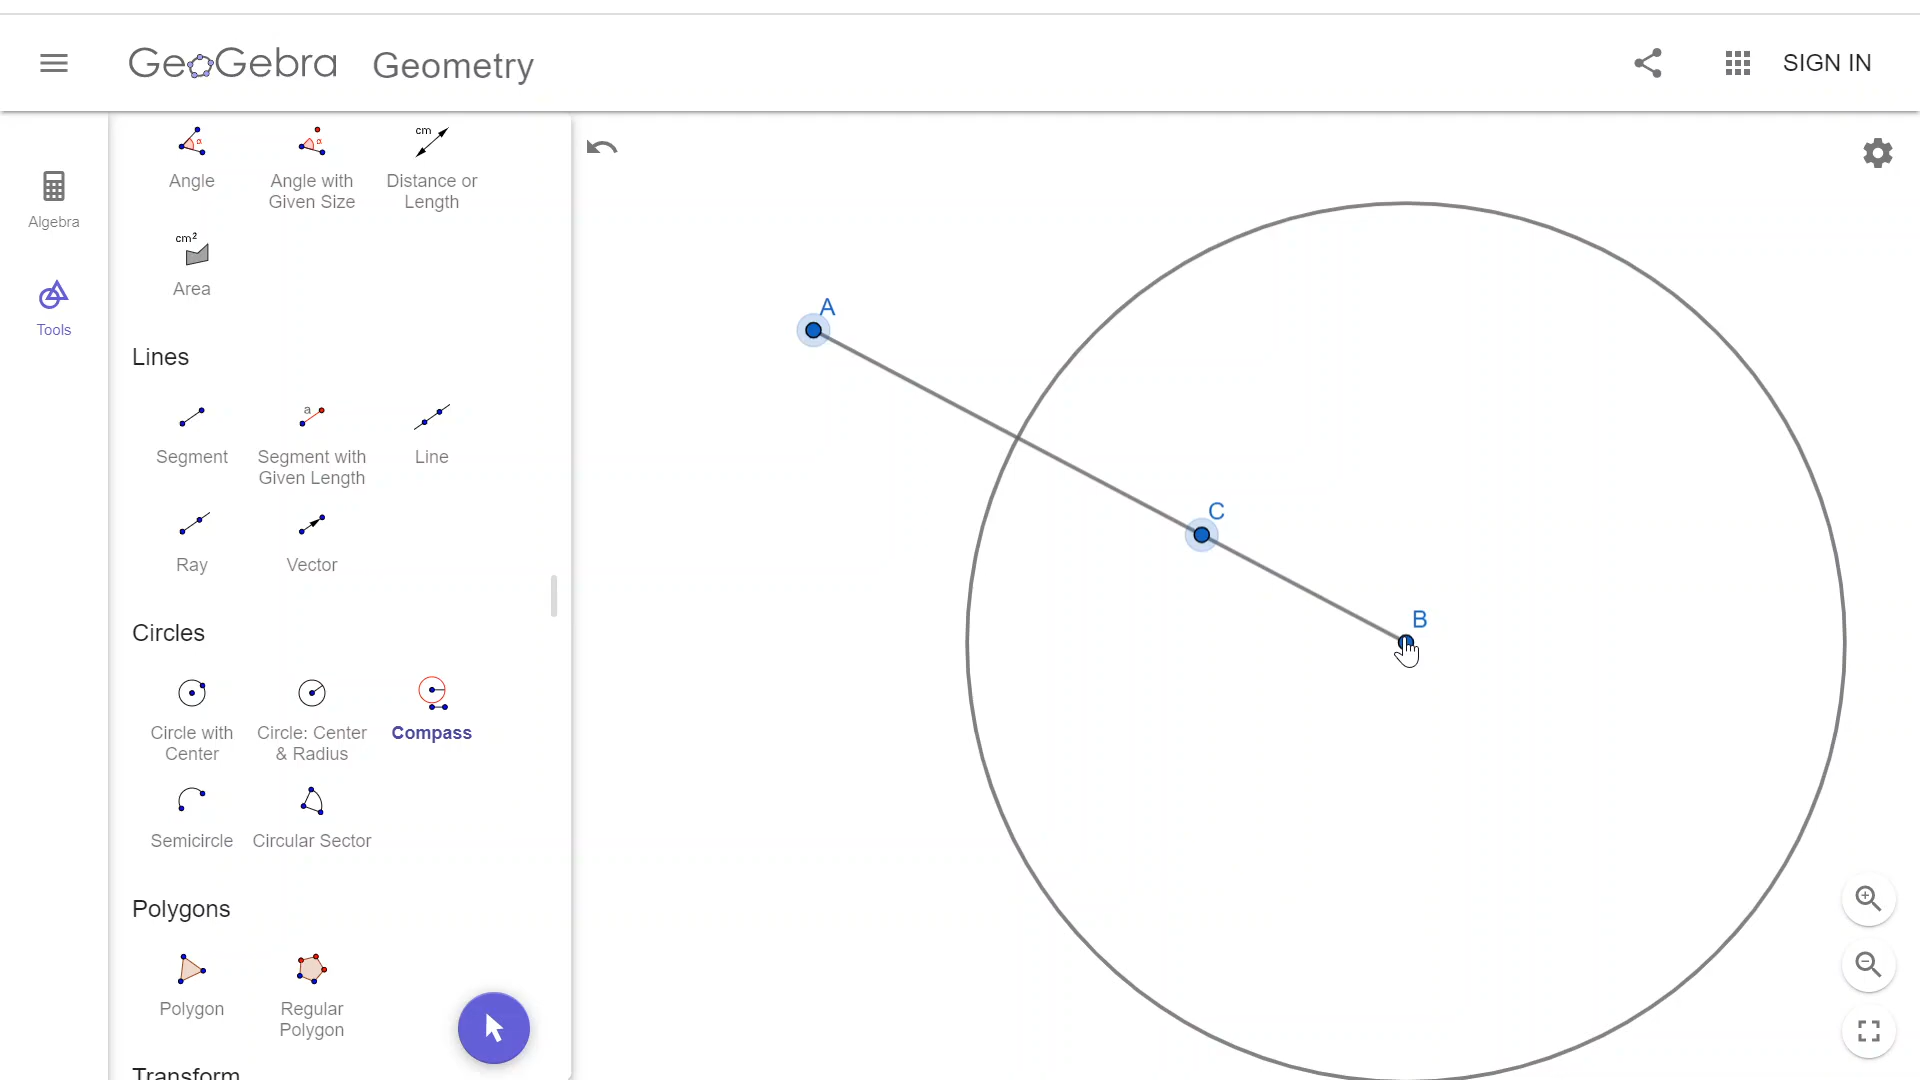 GeoGebra Geometry
SIGN IN
Algebra
Tools
cm
Angle
Angle with
Given Size
Distance or
Length
cm²
Area
Lines
a
Segment
Segment with
Given Length
Line
Ray
Vector
Circles
Circle with
Center
Circle: Center
& Radius
Compass
Semicircle
Circular Sector
Polygons
Polygon
Regular
Polygon
Transform
A
C
B